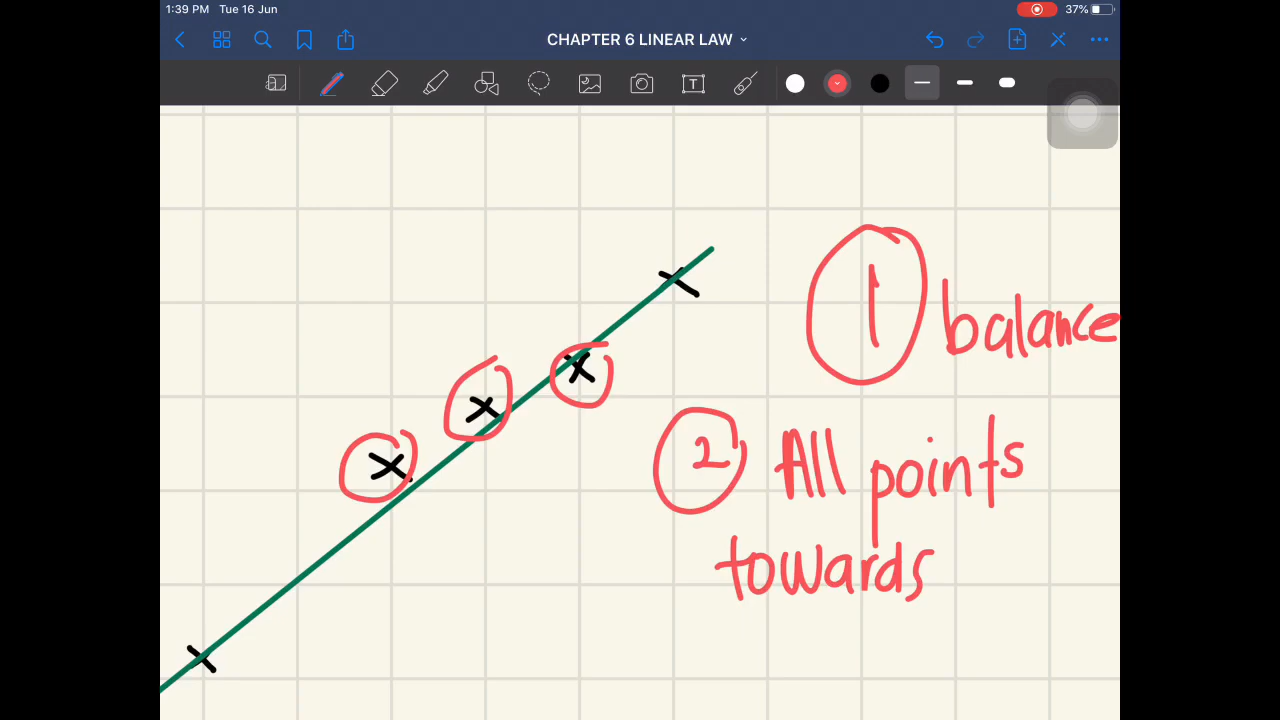 1:39 PM Tue 16 Jun
37%
CHAPTER 6 LINEAR LAW
T
1 balance
2 All points
towards